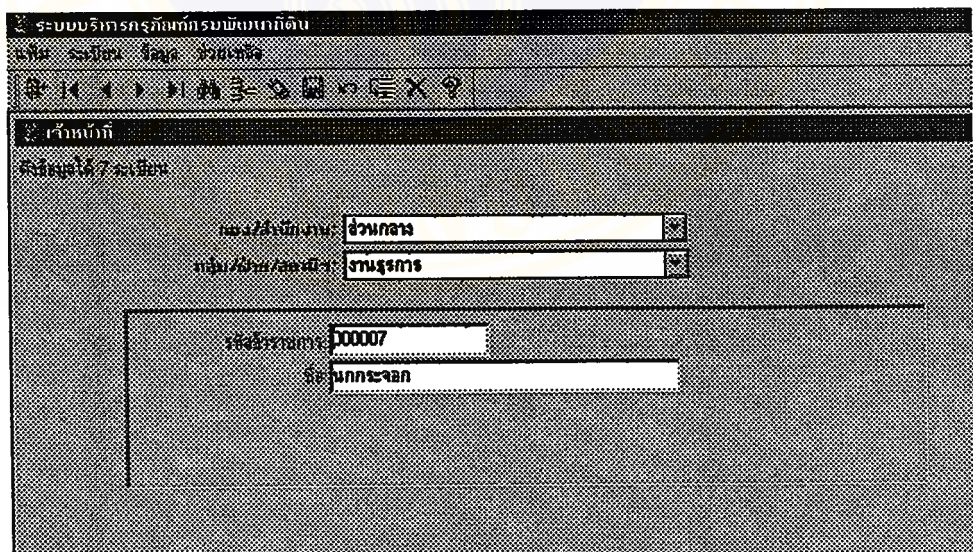 ระบบบริหารครุภัณฑ์กรมพัฒนาที่ดิน
แฟ้ม ระเบียน ข้อมูล ช่วยเหลือ
เจ้าหน้าที่
ดึงข้อมูลได้ 7 ระเบียน
กอง/สำนักงาน: ส่วนกลาง
กลุ่ม/ฝ่าย/สถานีฯ: งานธุรการ
รหัสข้าราชการ: 000007
ชื่อ: นกกระจอก